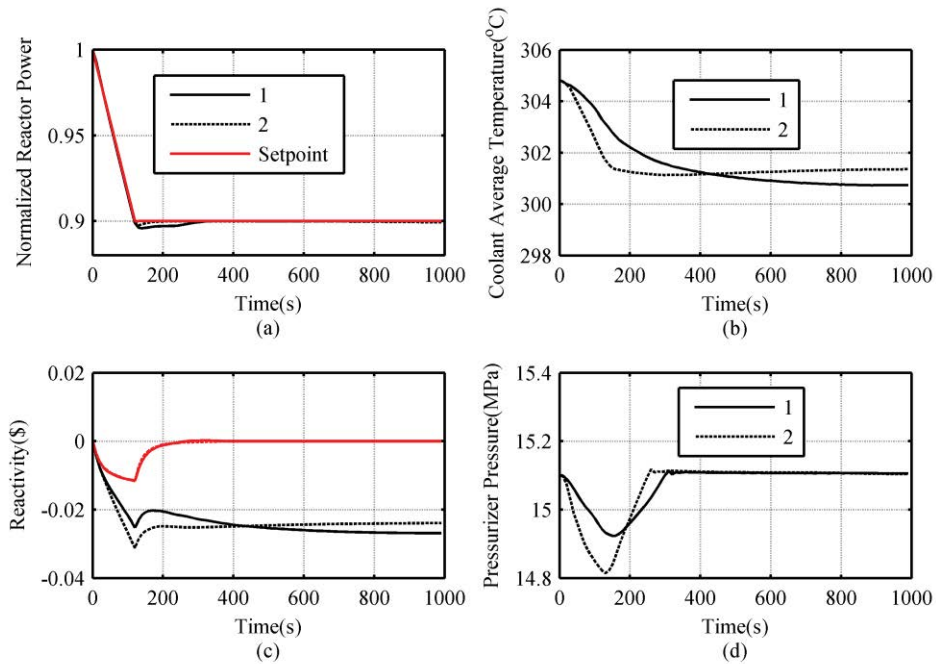 Normalized Reactor Power
1
0.95
0.9
0 200 400 600 800 1000
Time(s)
(a)
1
2
Setpoint
Coolant Average Temperature(°C)
306
304
302
300
298
0 200 400 600 800 1000
Time(s)
(b)
1
2
Reactivity($)
0.02
0
-0.02
-0.04
0 200 400 600 800 1000
Time(s)
(c)
Pressurizer Pressure(MPa)
15.4
15.2
15
14.8
0 200 400 600 800 1000
Time(s)
(d)
1
2